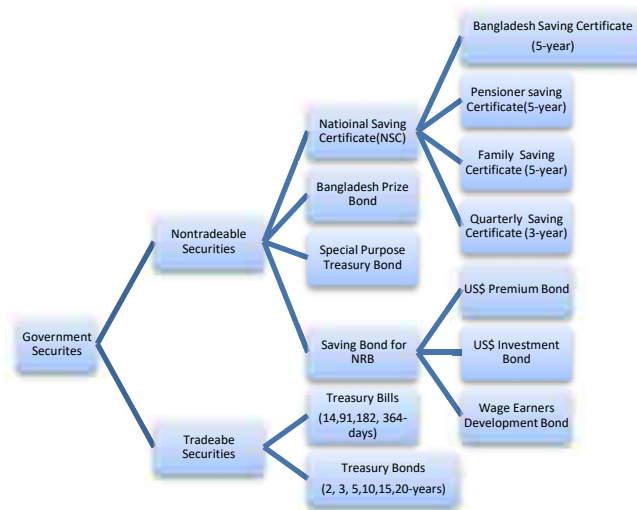 Bangladesh Saving Certificate
(5-year)
Pensioner saving
Certificate(5-year)
Natioinal Saving
Certificate(NSC)
Family Saving
Certificate (5-year)
Bangladesh Prize
Bond
Quarterly Saving
Certificate (3-year)
Nontradeable
Securities
Special Purpose
Treasury Bond
US$ Premium Bond
Government
Securites
Saving Bond for
NRB
US$ Investment
Bond
Treasury Bills
(14,91,182, 364-
days)
Wage Earners
Development Bond
Tradeabe
Securities
Treasury Bonds
(2, 3, 5,10,15,20-years)